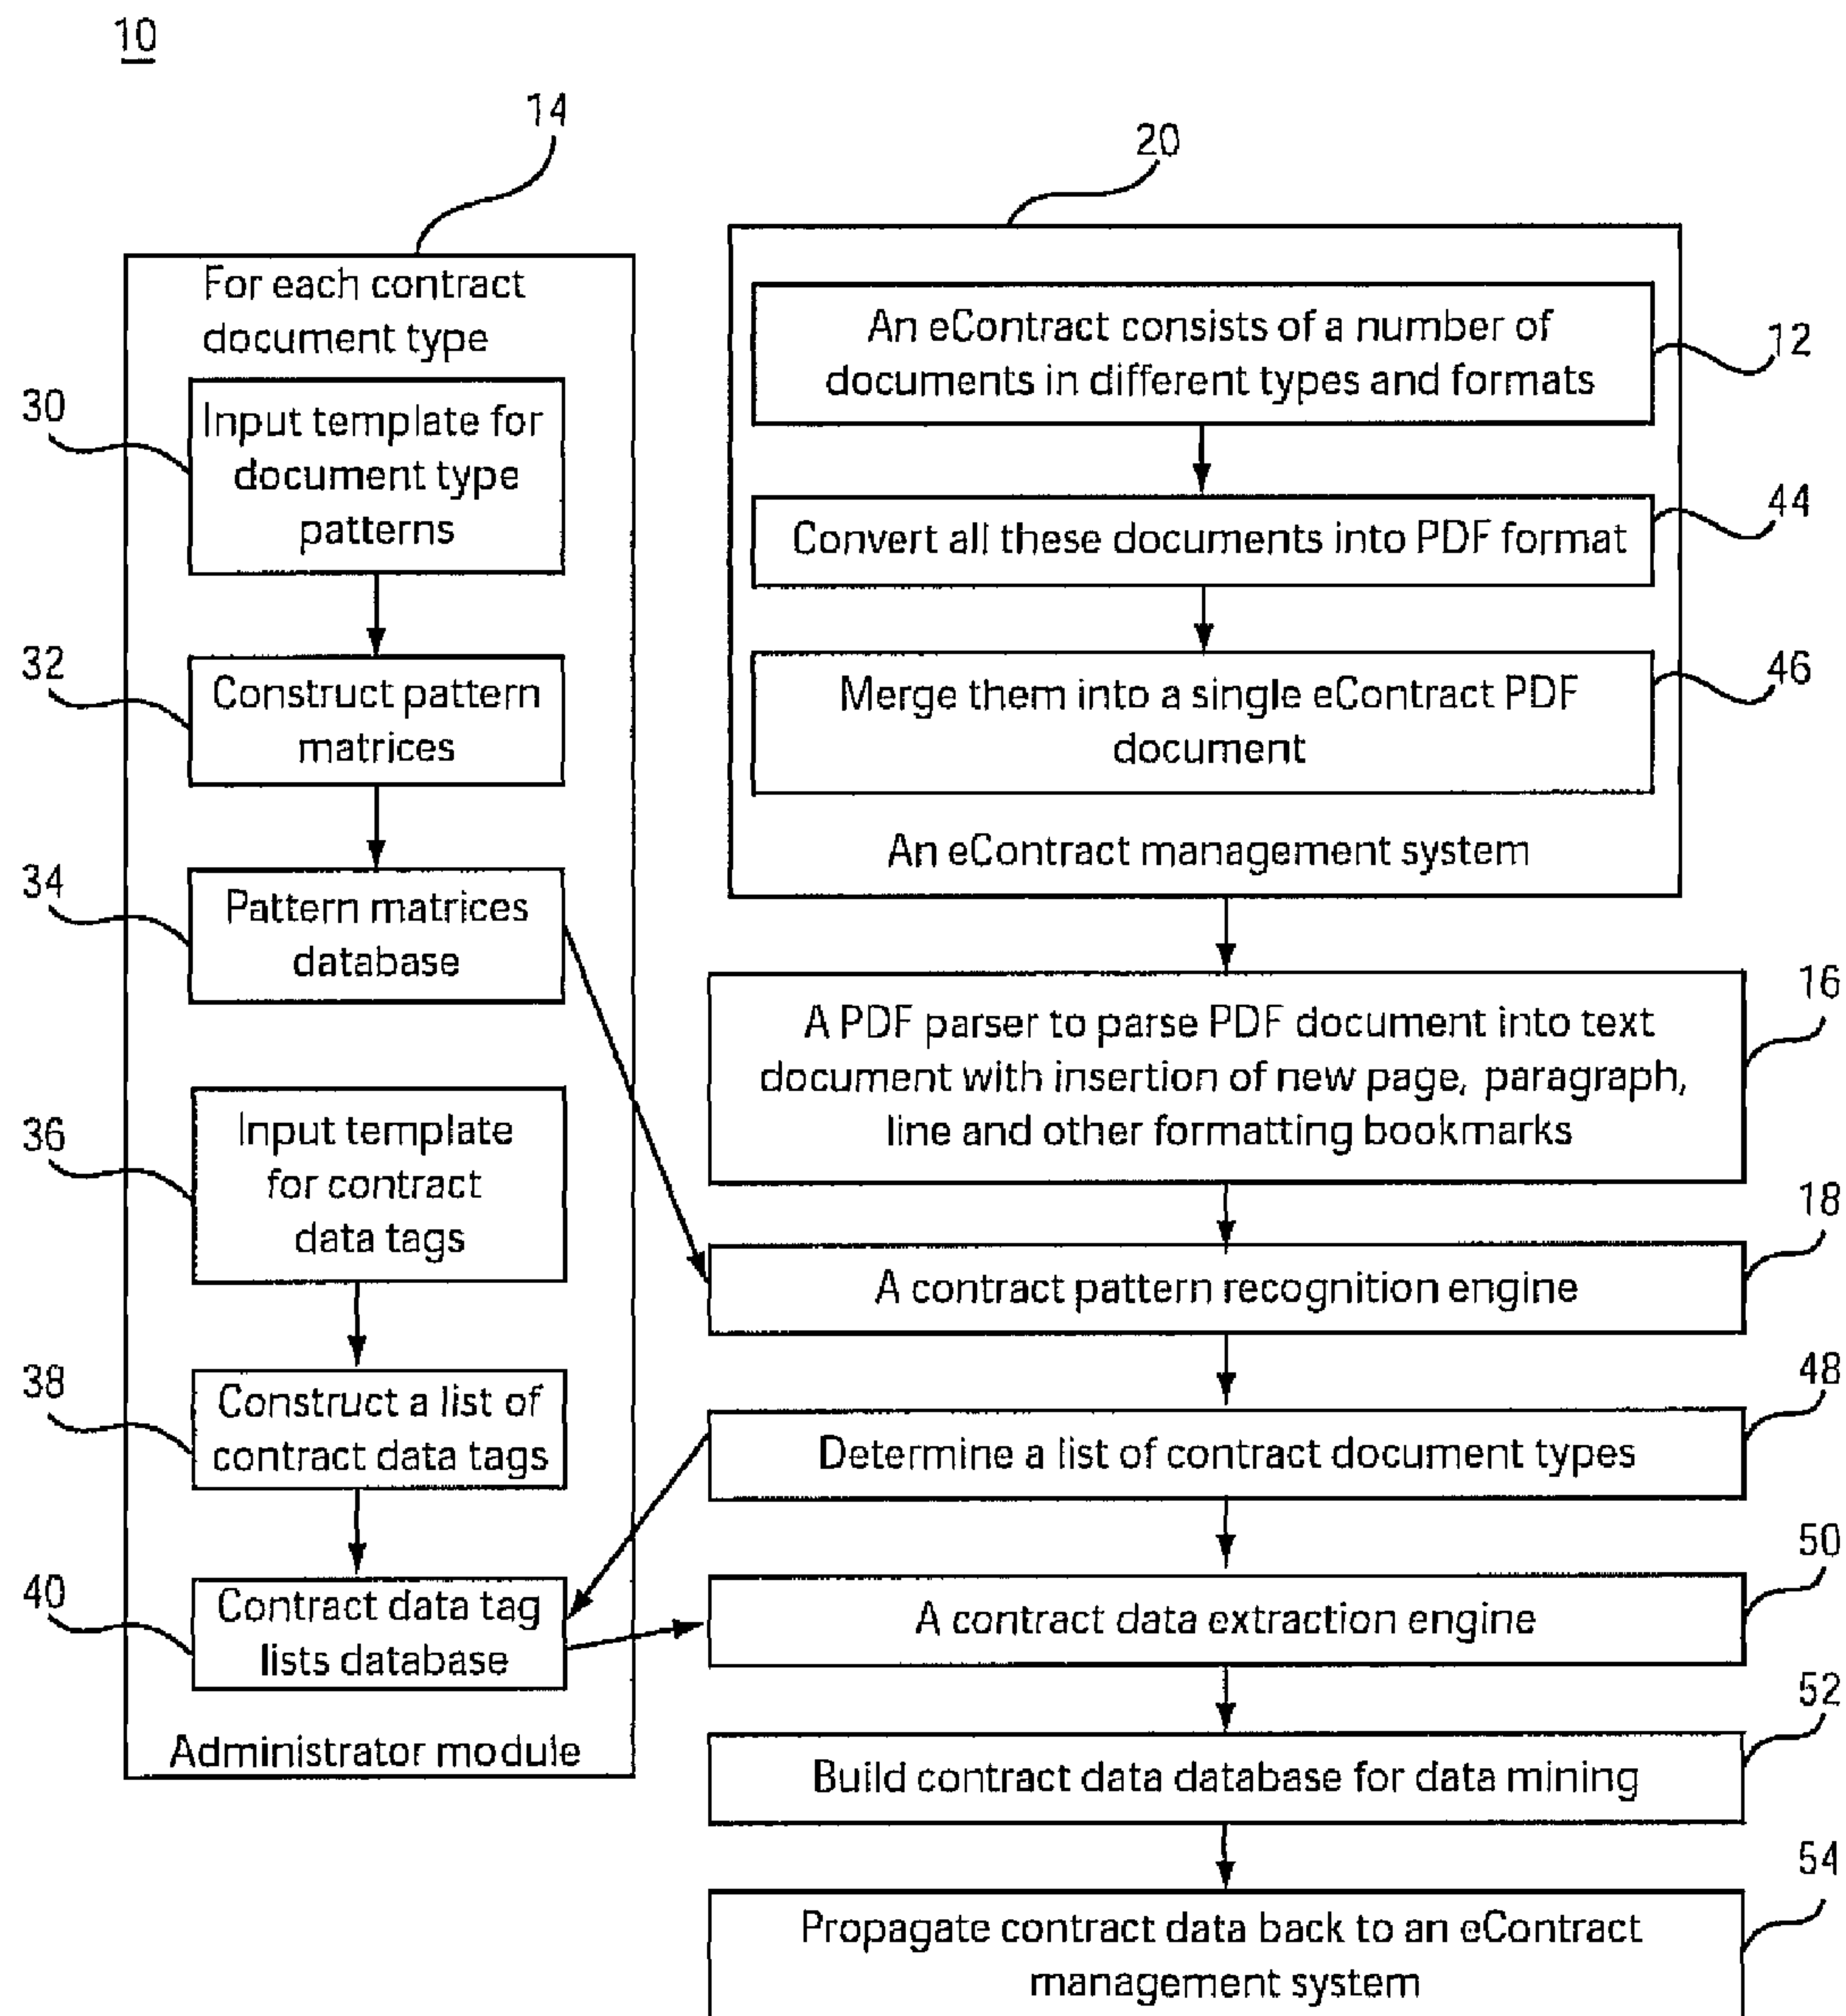 10
14
For each contract
document type
30
Input template for
document type
patterns
32
Construct pattern
matrices
34
Pattern matrices
database
36
Input template
for contract
data tags
38
Construct a list of
contract data tags
40
Contract data tag
lists database
Administrator module
20
An eContract consists of a number of
documents in different types and formats
12
Convert all these documents into PDF format
44
Merge them into a single eContract PDF
document
46
An eContract management system
A PDF parser to parse PDF document into text
document with insertion of new page, paragraph,
line and other formatting bookmarks
16
A contract pattern recognition engine
18
Determine a list of contract document types
48
A contract data extraction engine
50
Build contract data database for data mining
52
Propagate contract data back to an eContract
management system
54